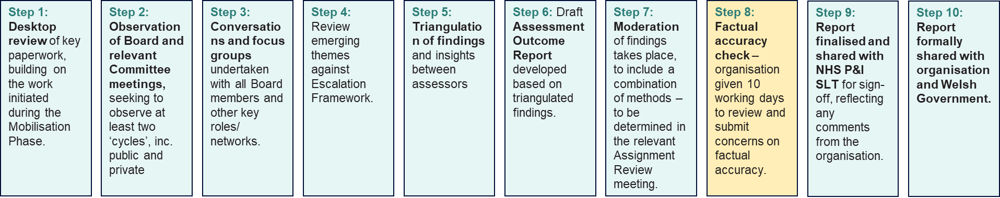 Step 1:
Desktop
review of key
paperwork,
building on
the work
initiated
during the
Mobilisation
Phase.
Step 2:
Observation
of Board and
relevant
Committee
meetings,
seeking to
observe at
least two
‘cycles’, inc.
public and
private
Step 3:
Conversatio
ns and focus
groups
undertaken
with all Board
members and
other key
roles/
networks.
Step 4:
Review
emerging
themes
against
Escalation
Framework.
Step 5:
Triangulatio
n of findings
and insights
between
assessors
Step 6: Draft
Assessment
Outcome
Report
developed
based on
triangulated
findings.
Step 7:
Moderation
of findings
takes place,
to include a
combination
of methods –
to be
determined in
the relevant
Assignment
Review
meeting.
Step 8:
Factual
accuracy
check –
organisation
given 10
working days
to review and
submit
concerns on
factual
accuracy.
Step 9:
Report
finalised and
shared with
NHS P&I
SLT for sign-
off, reflecting
any
comments
from the
organisation.
Step 10:
Report
formally
shared with
organisation
and Welsh
Government.